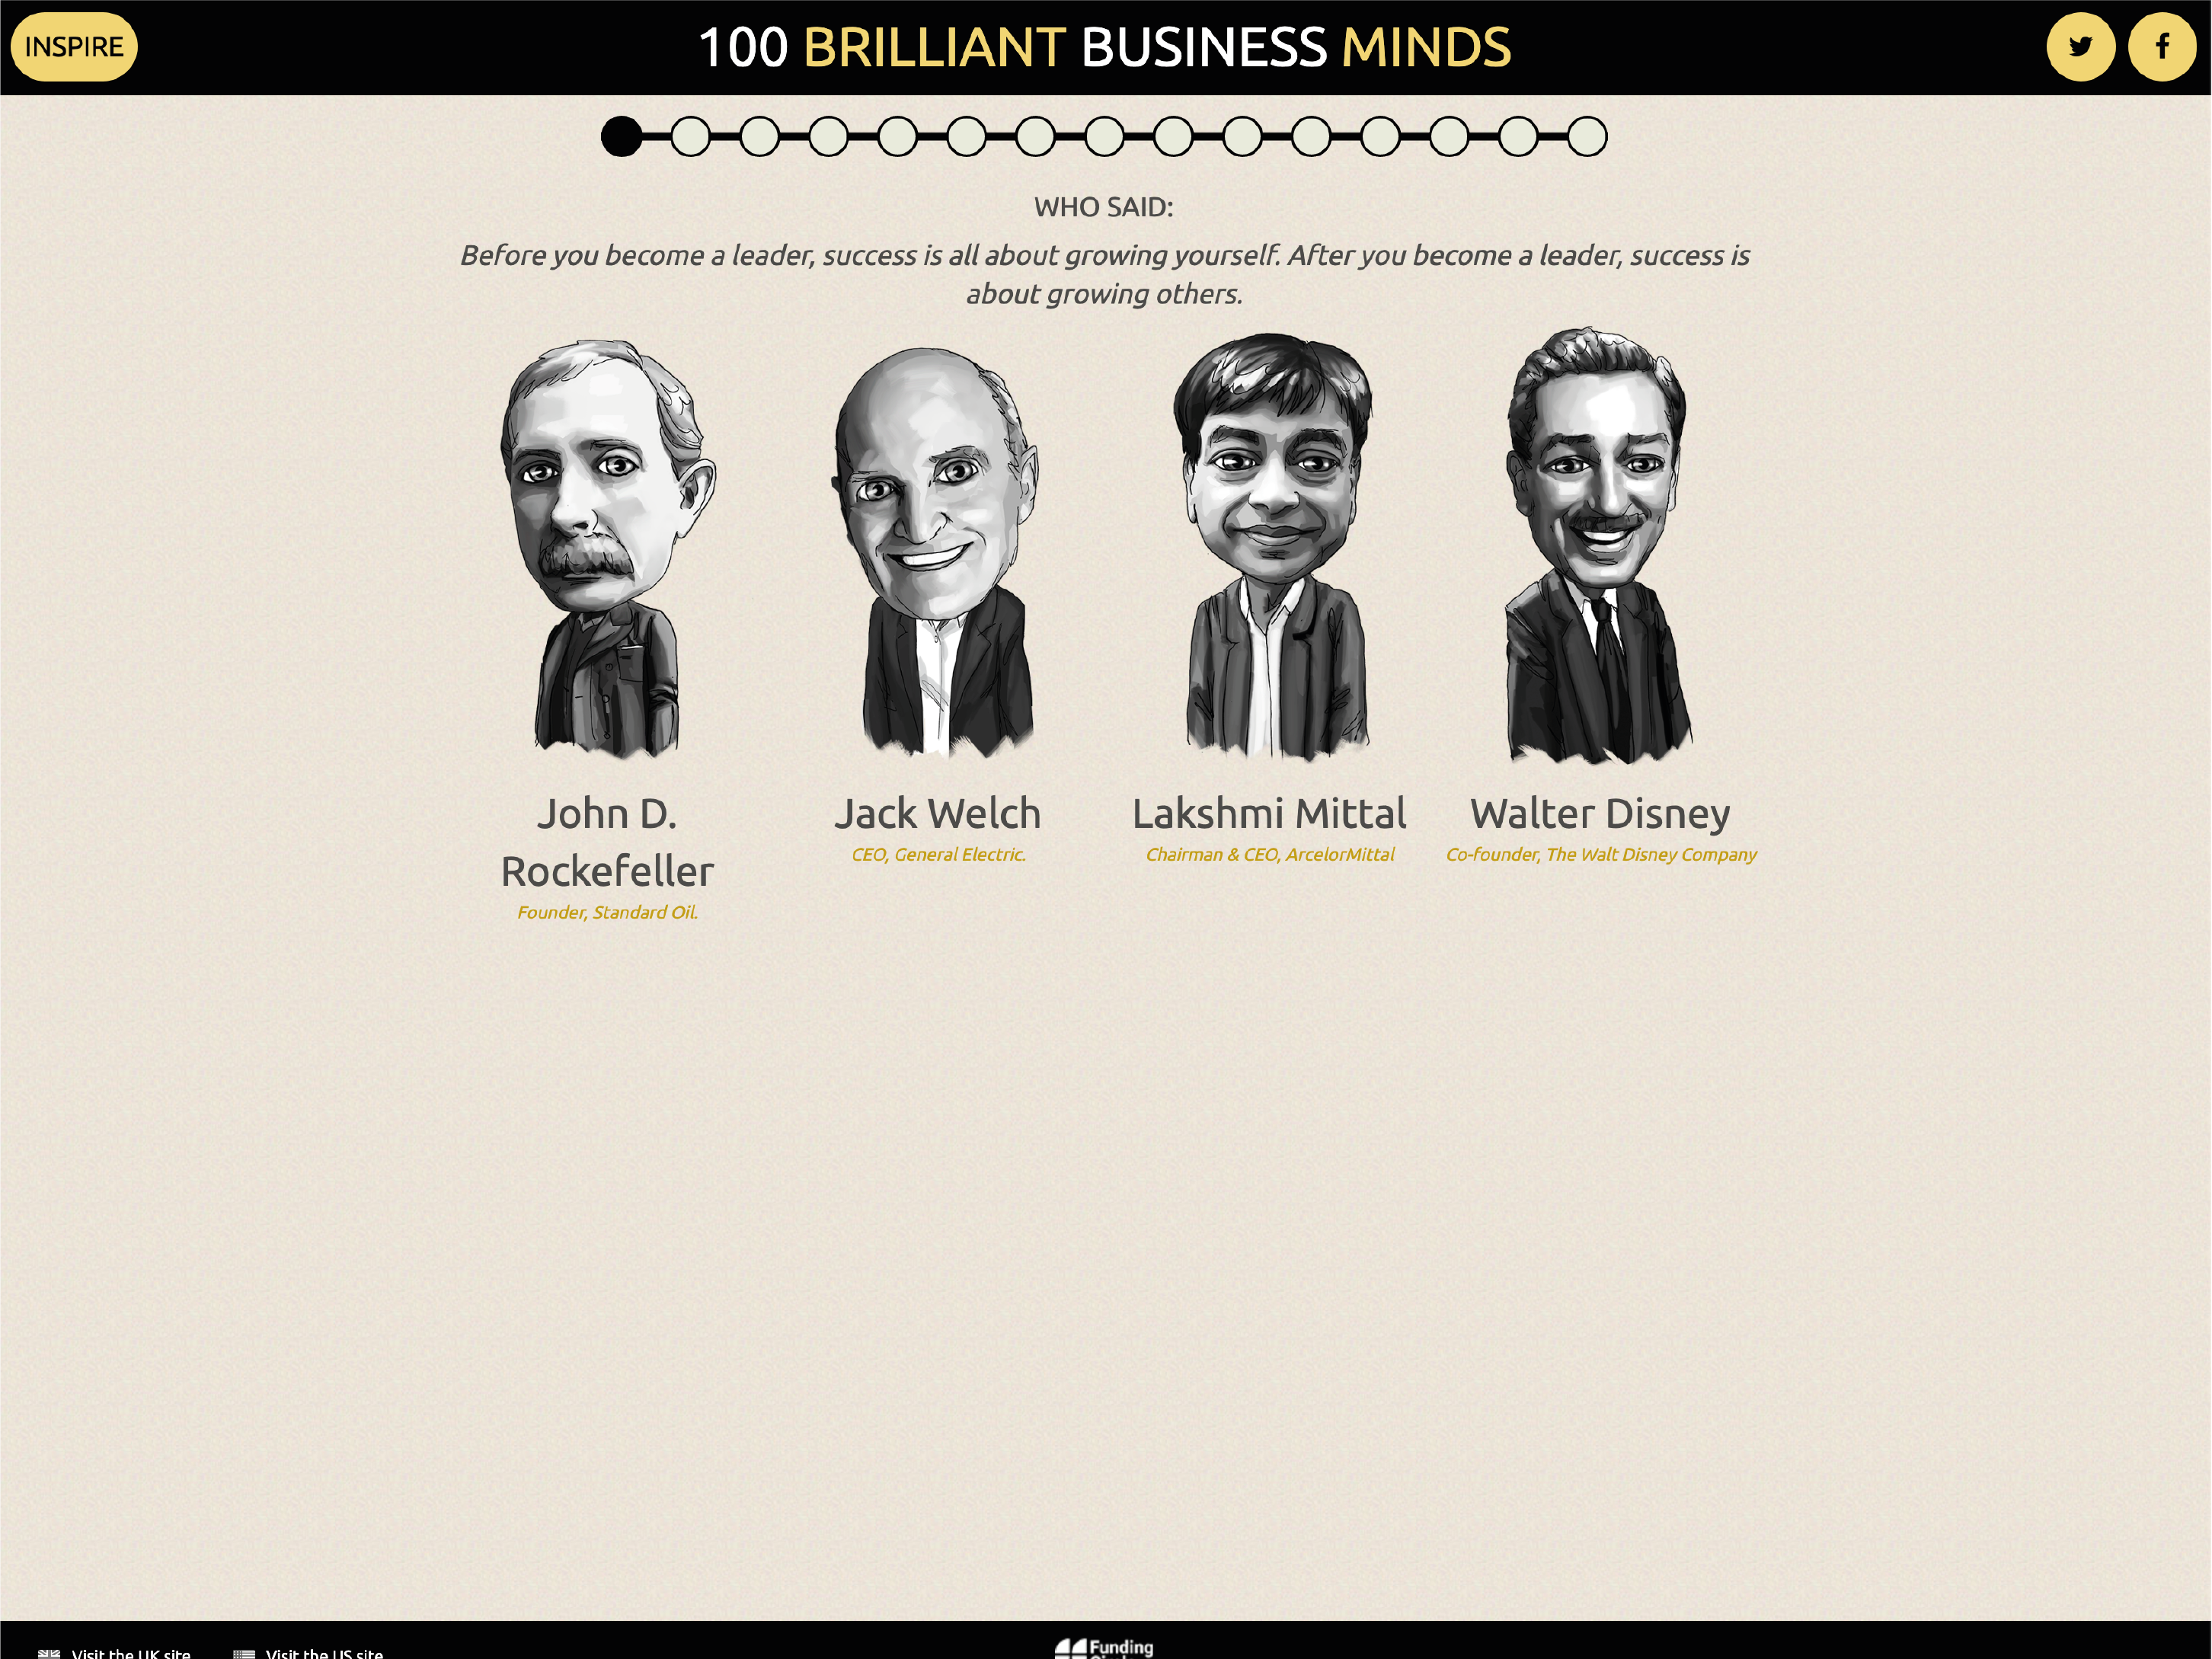 INSPIRE
100 BRILLIANT BUSINESS MINDS
WHO SAID:
Before you become a leader, success is all about growing yourself. After you become a leader, success is
about growing others.
John D.
Rockefeller
Founder, Standard Oil.
Jack Welch
CEO, General Electric.
Lakshmi Mittal
Chairman & CEO, ArcelorMittal
Walter Disney
Co-founder, The Walt Disney Company
Visit the UK site
Visit the US site
Funding